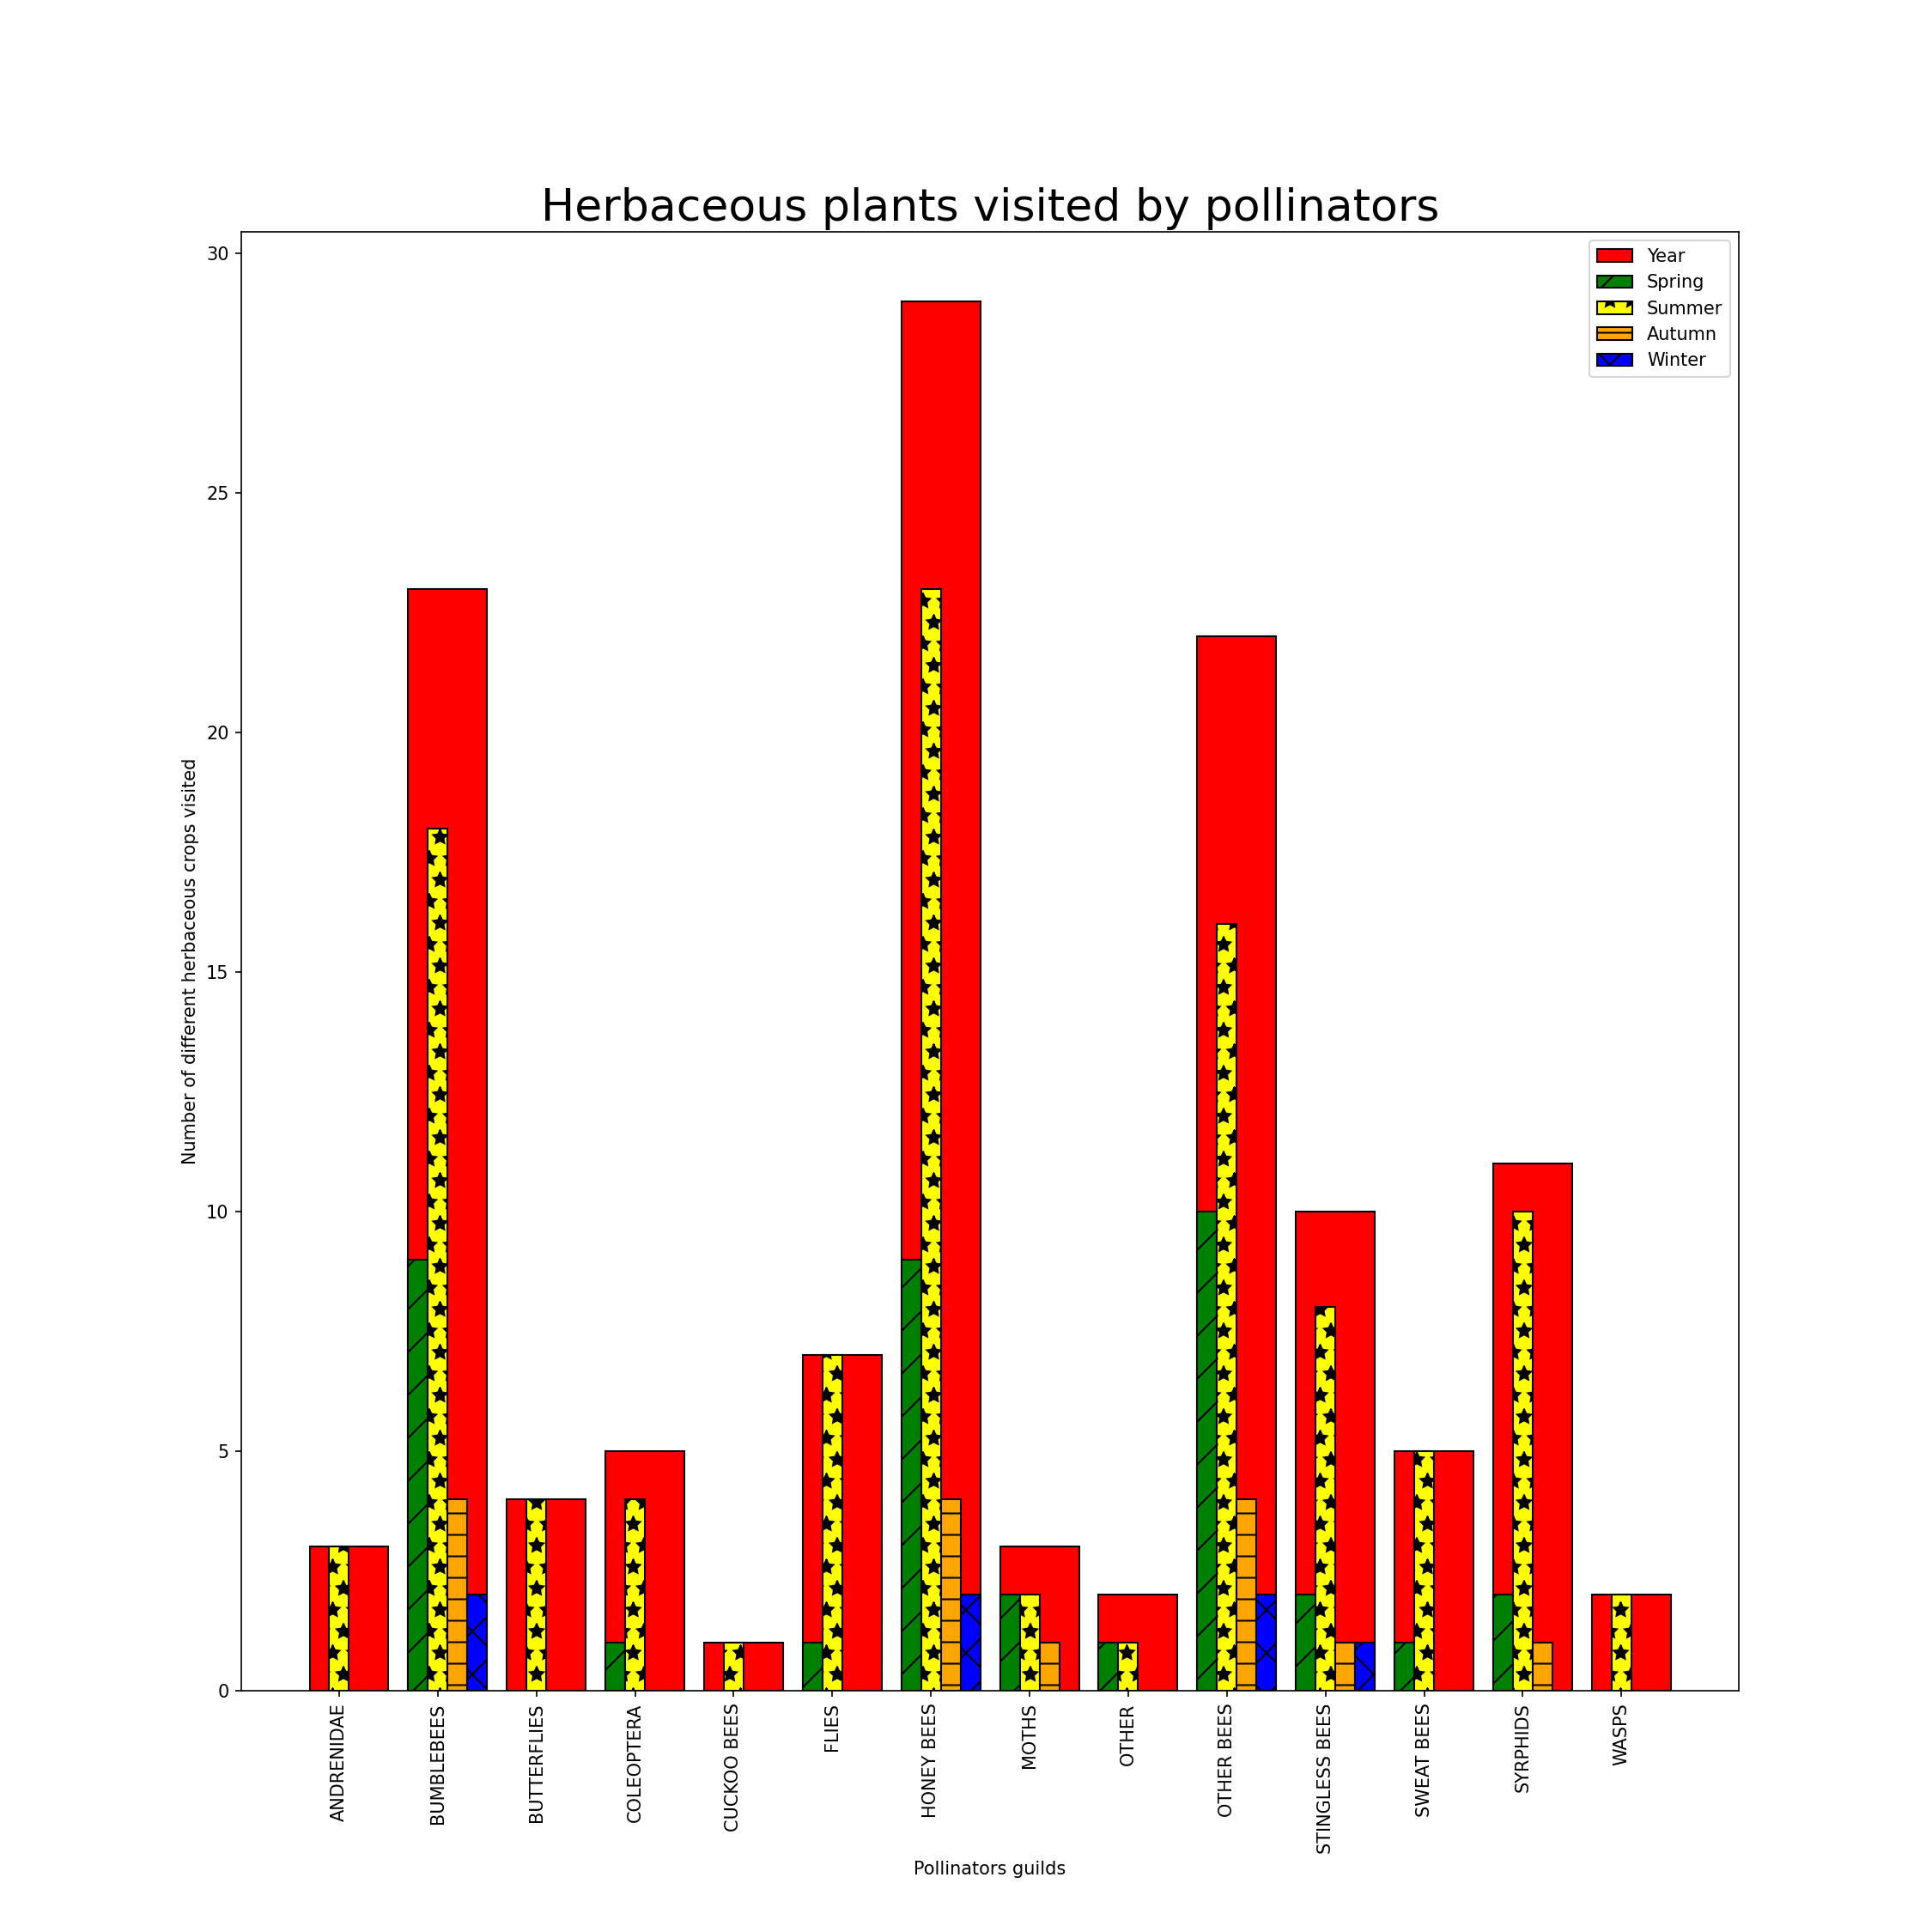 Herbaceous plants visited by pollinators
Year
Spring
Summer
Autumn
Winter
30
25
20
15
10
5
0
Number of different herbaceous crops visited
ANDRENIDAE
BUMBLEBEES
BUTTERFLIES
COLEOPTERA
CUCKOO BEES
FLIES
HONEY BEES
MOTHS
OTHER
OTHER BEES
STINGLESS BEES
SWEAT BEES
SYRPHIDS
WASPS
Pollinators guilds